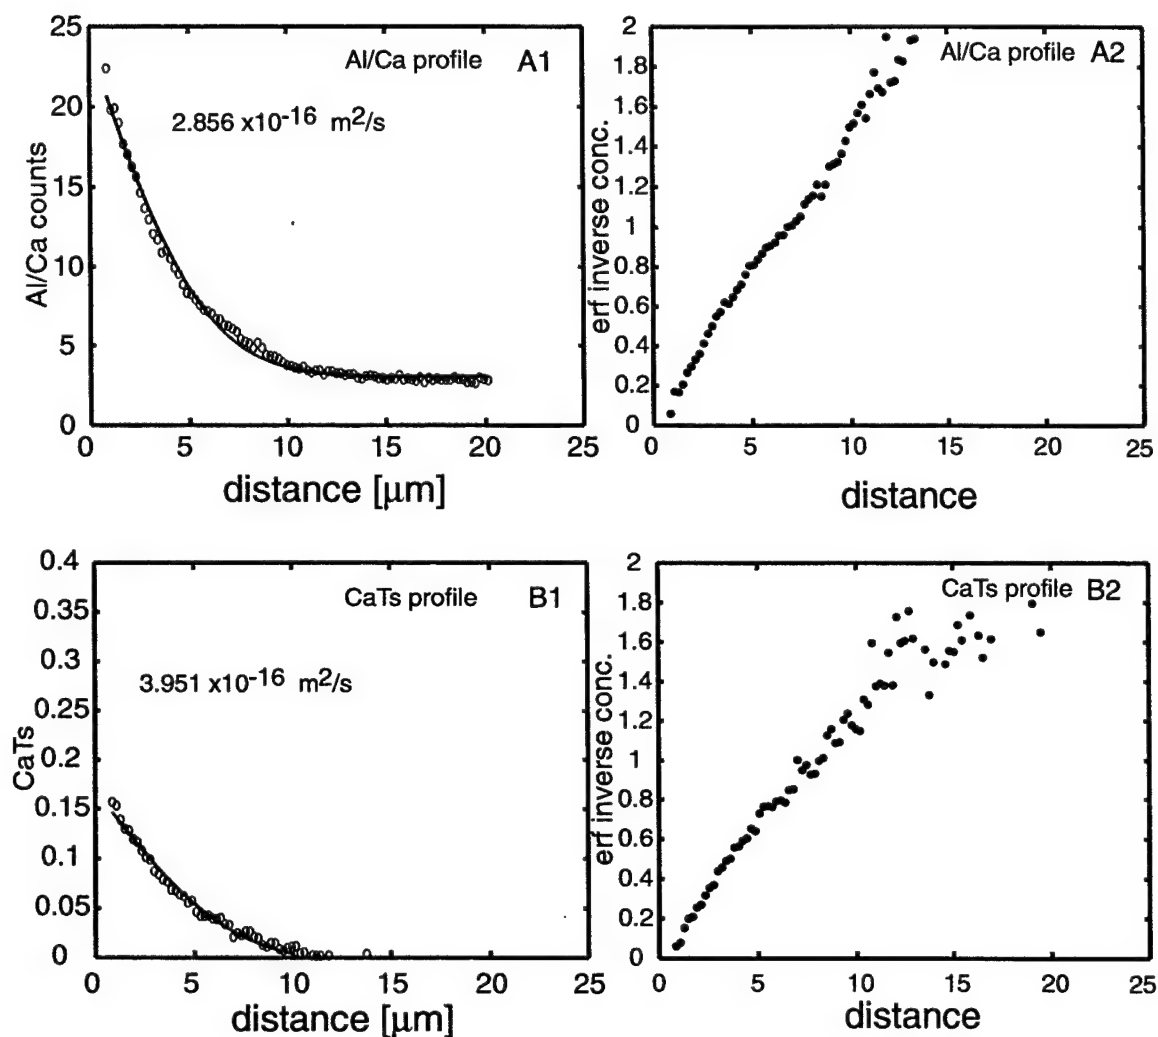 Al/Ca profile A1
2.856 x10-16 m2/s
Al/Ca counts
25
20
15
10
5
0
0 5 10 15 20 25
distance [μm]
Al/Ca profile A2
erf inverse conc.
2
1.8
1.6
1.4
1.2
1
0.8
0.6
0.4
0.2
0
0 5 10 15 20 25
distance
CaTs profile B1
3.951 x10-16 m2/s
CaTs
0.4
0.35
0.3
0.25
0.2
0.15
0.1
0.05
0
0 5 10 15 20 25
distance [μm]
CaTs profile B2
erf inverse conc.
2
1.8
1.6
1.4
1.2
1
0.8
0.6
0.4
0.2
0
0 5 10 15 20 25
distance